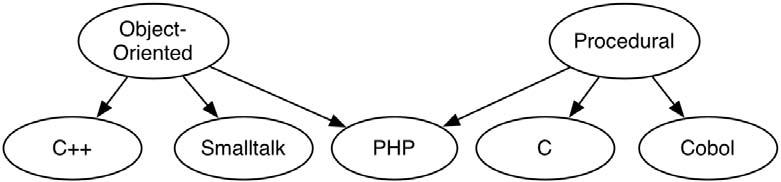 Object-
Oriented
Procedural
C++
Smalltalk
PHP
C
Cobol